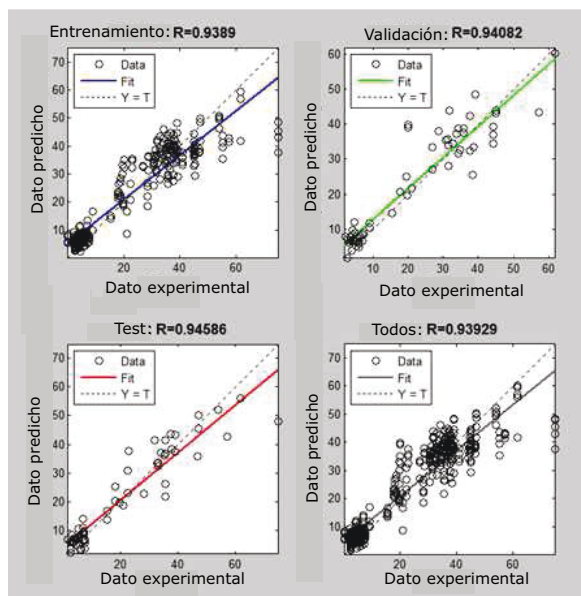 Entrenamiento: R=0.9389
Data
Fit
Y = T
70
60
50
40
30
20
10
20
40
60
Dato predicho
Dato experimental
Validación: R=0.94082
Data
Fit
Y = T
60
50
40
30
20
10
10
20
30
40
50
60
Dato predicho
Dato experimental
Test: R=0.94586
Data
Fit
Y = T
70
60
50
40
30
20
10
20
40
60
Dato predicho
Dato experimental
Todos: R=0.93929
Data
Fit
Y = T
70
60
50
40
30
20
10
20
40
60
Dato predicho
Dato experimental